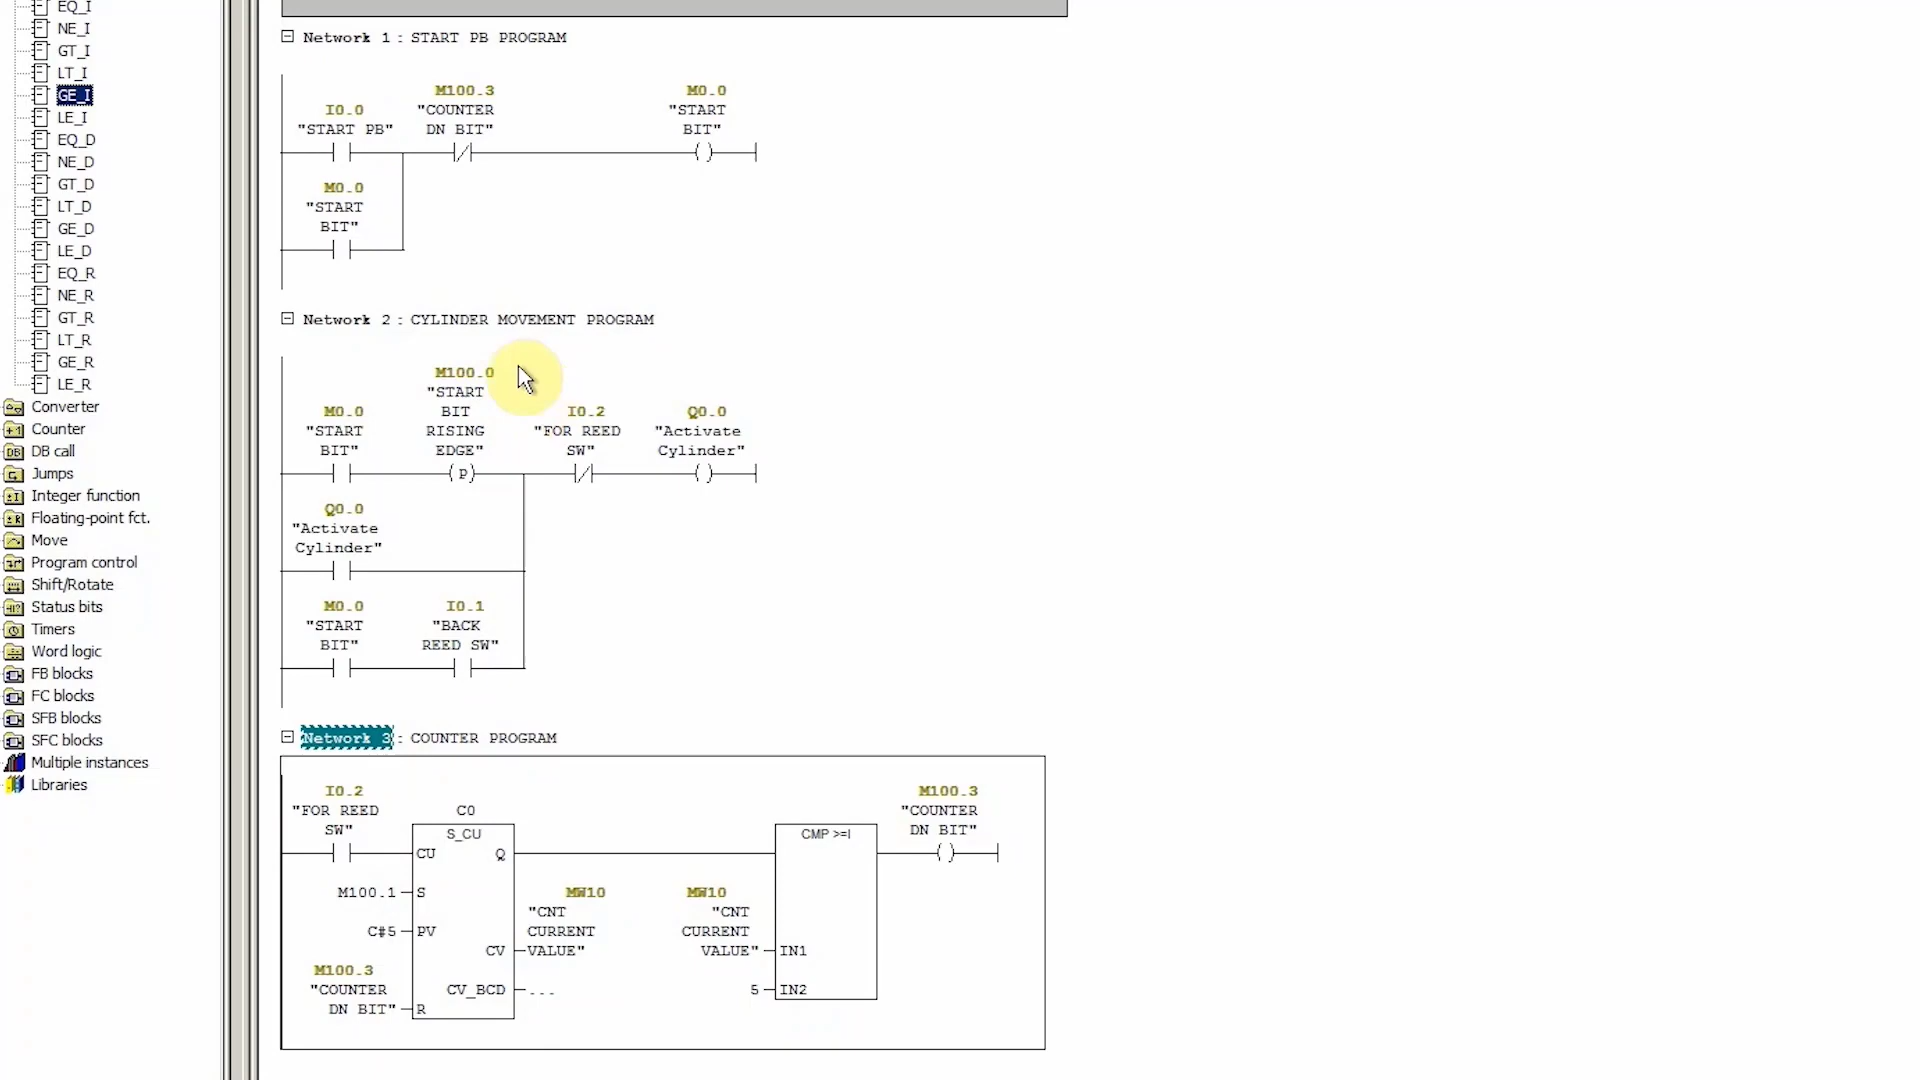 EQ_I
NE_I
GT_I
LT_I
GE_I
LE_I
EQ_D
NE_D
GT_D
LT_D
GE_D
LE_D
EQ_R
NE_R
GT_R
LT_R
GE_R
LE_R
Converter
Counter
DB call
Jumps
Integer function
Floating-point fct.
Move
Program control
Shift/Rotate
Status bits
Timers
Word logic
FB blocks
FC blocks
SFB blocks
SFC blocks
Multiple instances
Libraries
Network 1 : START PB PROGRAM
M100.3 M0.0
I0.0 "COUNTER "START
"START PB" DN BIT" BIT"
M0.0
"START
BIT"
Network 2 : CYLINDER MOVEMENT PROGRAM
M100.0
"START
M0.0 BIT I0.2 Q0.0
"START RISING "FOR REED "Activate
BIT" EDGE" SW" Cylinder"
P
Q0.0
"Activate
Cylinder"
M0.0 I0.1
"START "BACK
BIT" REED SW"
Network 3 : COUNTER PROGRAM
I0.2 M100.3
"FOR REED C0 "COUNTER
SW" S_CU CMP >=I DN BIT"
CU Q
M100.1 S MW10 MW10
"CNT "CNT
C#5 PV CURRENT CURRENT
CV VALUE" VALUE" IN1
M100.3
"COUNTER CV_BCD ... 5 IN2
DN BIT" R